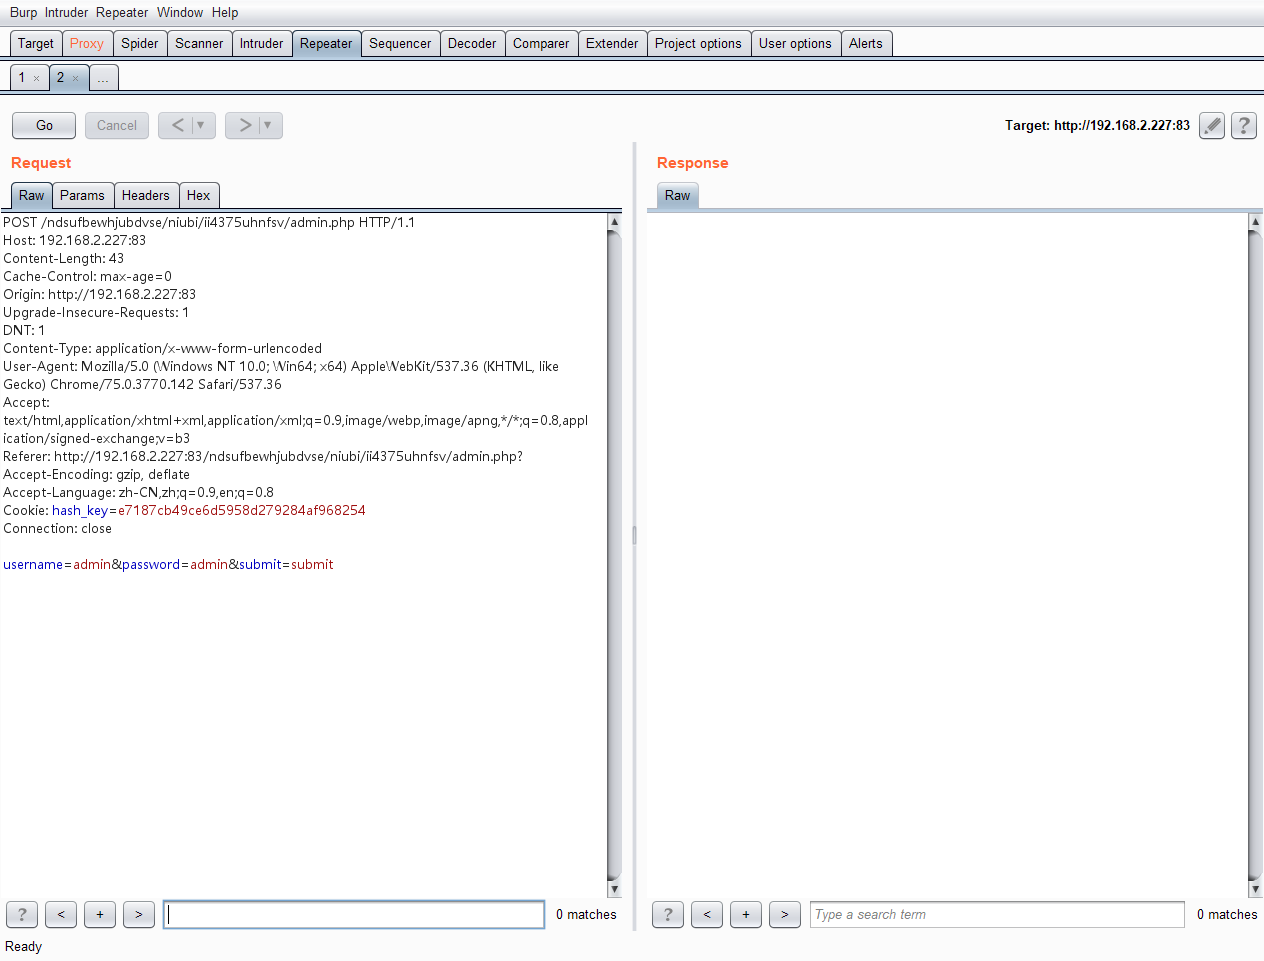 Burp Intruder Repeater Window Help
Target Proxy Spider Scanner Intruder Repeater Sequencer Decoder Comparer Extender Project options User options Alerts
1 × 2 × ...
Go Cancel < ▼ > ▼ Target: http://192.168.2.227:83 ?
Request
Raw Params Headers Hex
POST /ndsufbewhjubdvse/niubi/ii4375uhnfsv/admin.php HTTP/1.1
Host: 192.168.2.227:83
Content-Length: 43
Cache-Control: max-age=0
Origin: http://192.168.2.227:83
Upgrade-Insecure-Requests: 1
DNT: 1
Content-Type: application/x-www-form-urlencoded
User-Agent: Mozilla/5.0 (Windows NT 10.0; Win64; x64) AppleWebKit/537.36 (KHTML, like
Gecko) Chrome/75.0.3770.142 Safari/537.36
Accept:
text/html,application/xhtml+xml,application/xml;q=0.9,image/webp,image/apng,*/*;q=0.8,appl
ication/signed-exchange;v=b3
Referer: http://192.168.2.227:83/ndsufbewhjubdvse/niubi/ii4375uhnfsv/admin.php?
Accept-Encoding: gzip, deflate
Accept-Language: zh-CN,zh;q=0.9,en;q=0.8
Cookie: hash_key=e7187cb49ce6d5958d279284af968254
Connection: close
username=admin&password=admin&submit=submit
? < + > 0 matches
Response
Raw
? < + > Type a search term 0 matches
Ready